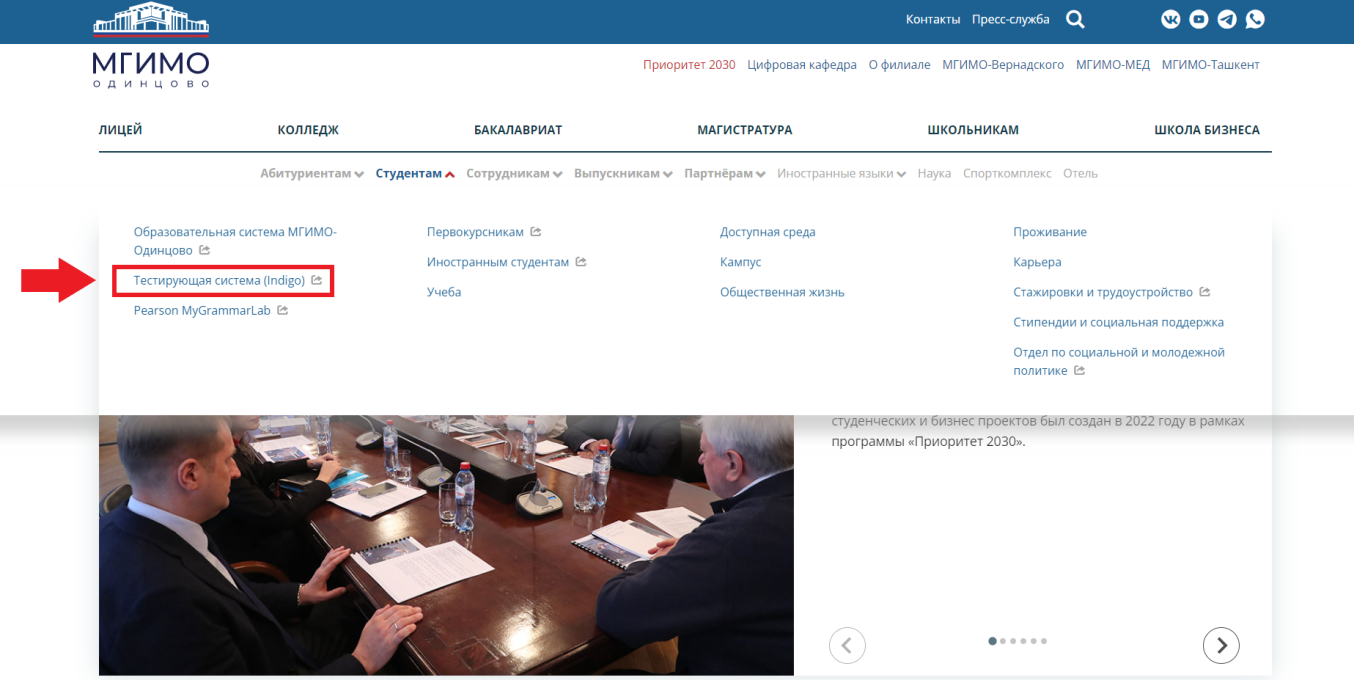 Контакты Пресс-служба
МГИМО
ОДИНЦОВО
Приоритет 2030 Цифровая кафедра О филиале МГИМО-Вернадского МГИМО-МЕД МГИМО-Ташкент
ЛИЦЕЙ КОЛЛЕДЖ БАКАЛАВРИАТ МАГИСТРАТУРА ШКОЛЬНИКАМ ШКОЛА БИЗНЕСА
Абитуриентам Студентам Сотрудникам Выпускникам Партнёрам Иностранные языки Наука Спорткомплекс Отель
Образовательная система МГИМО-
Одинцово
Тестирующая система (Indigo)
Pearson MyGrammarLab
Первокурсникам
Иностранным студентам
Учеба
Доступная среда
Кампус
Общественная жизнь
Проживание
Карьера
Стажировки и трудоустройство
Стипендии и социальная поддержка
Отдел по социальной и молодежной
политике
студенческих и бизнес проектов был создан в 2022 году в рамках
программы «Приоритет 2030».